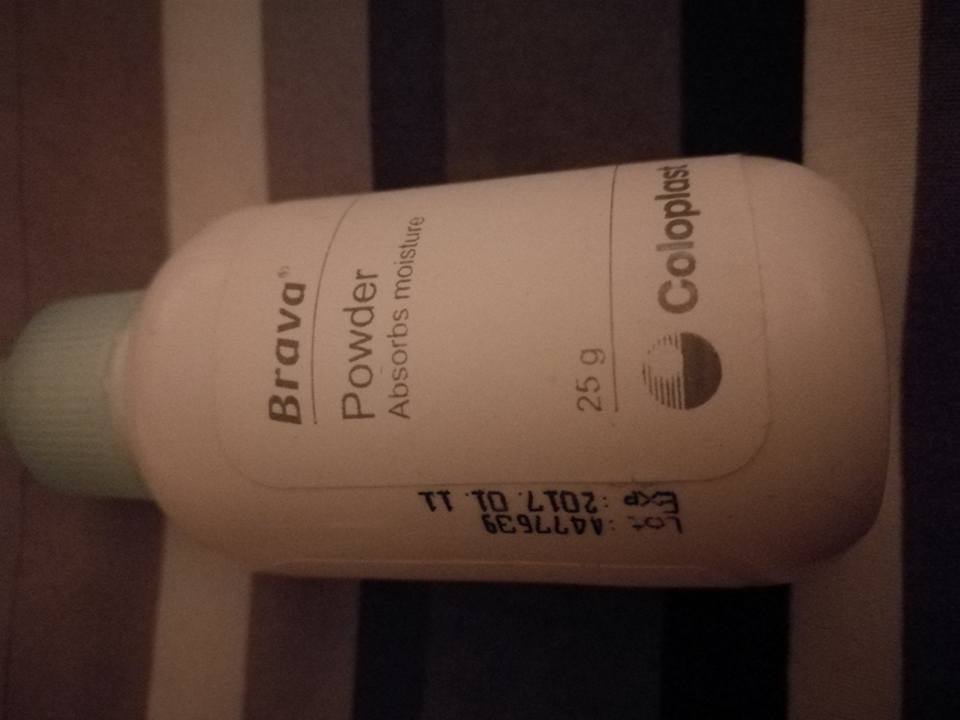 Brava®
Powder
Absorbs moisture
25 g
Coloplast
Lot : A477639
EXP : 2017. 01. 11